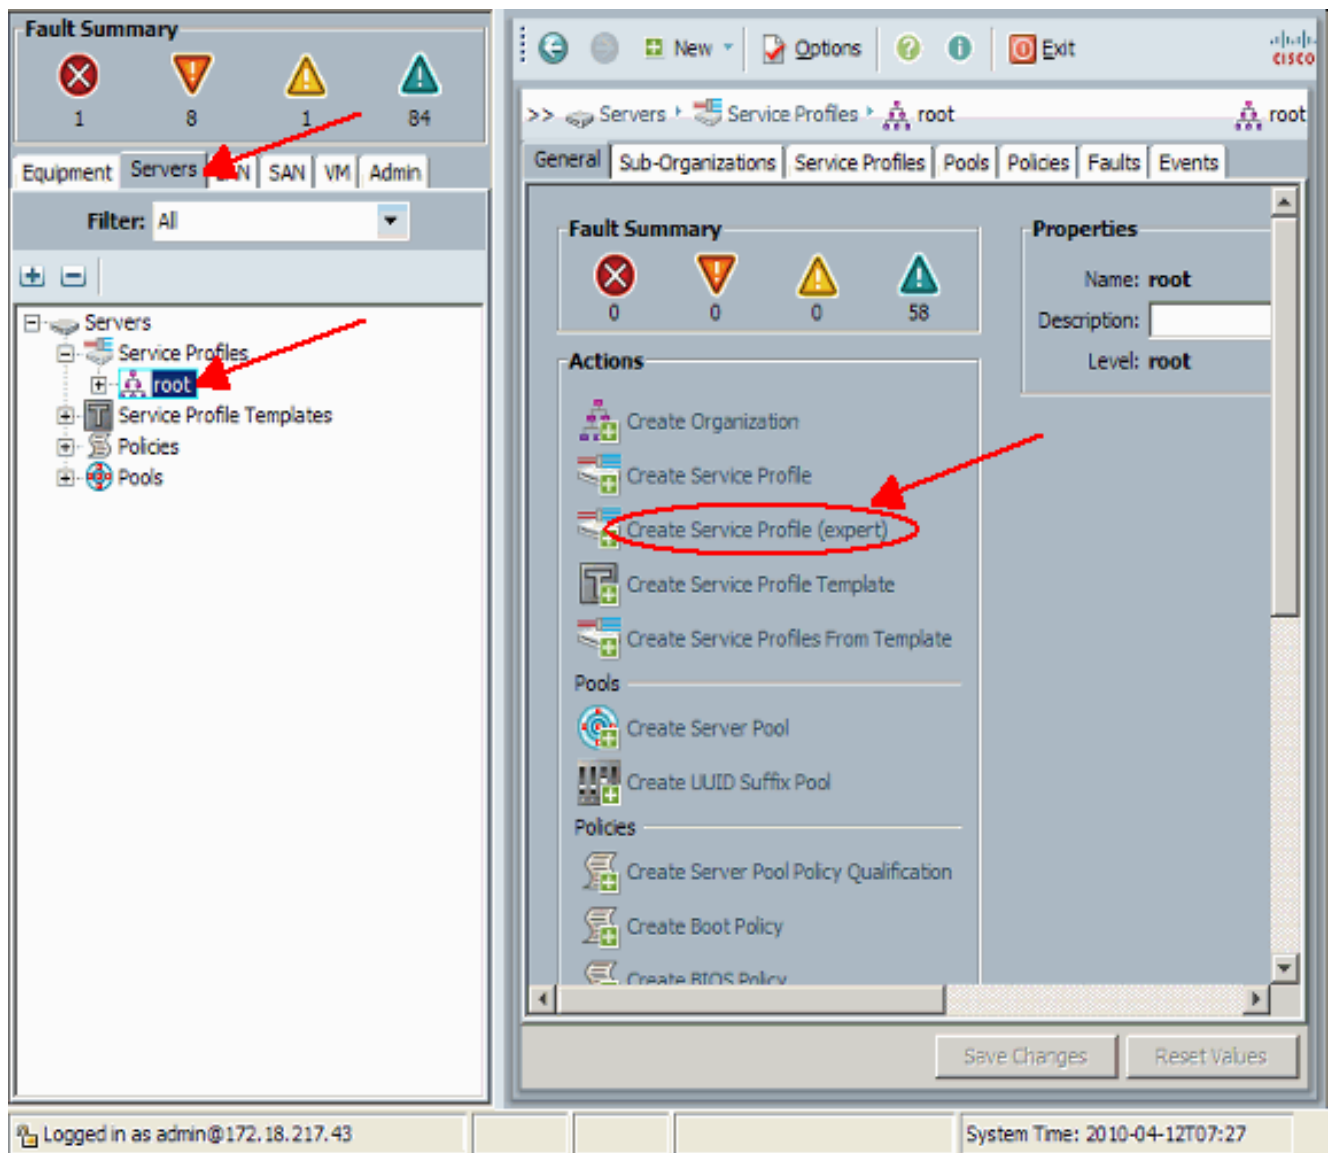 Fault Summary
1 8 1 84
Equipment Servers LAN SAN VM Admin
Filter: All
Servers
Service Profiles
root
Service Profile Templates
Policies
Pools
New Options Exit
CISCO
>> Servers Service Profiles root root
General Sub-Organizations Service Profiles Pools Policies Faults Events
Fault Summary
0 0 0 58
Actions
Create Organization
Create Service Profile
Create Service Profile (expert)
Create Service Profile Template
Create Service Profiles From Template
Pools
Create Server Pool
Create UUID Suffix Pool
Policies
Create Server Pool Policy Qualification
Create Boot Policy
Create BIOS Policy
Properties
Name: root
Description:
Level: root
Save Changes Reset Values
Logged in as admin@172.18.217.43
System Time: 2010-04-12T07:27